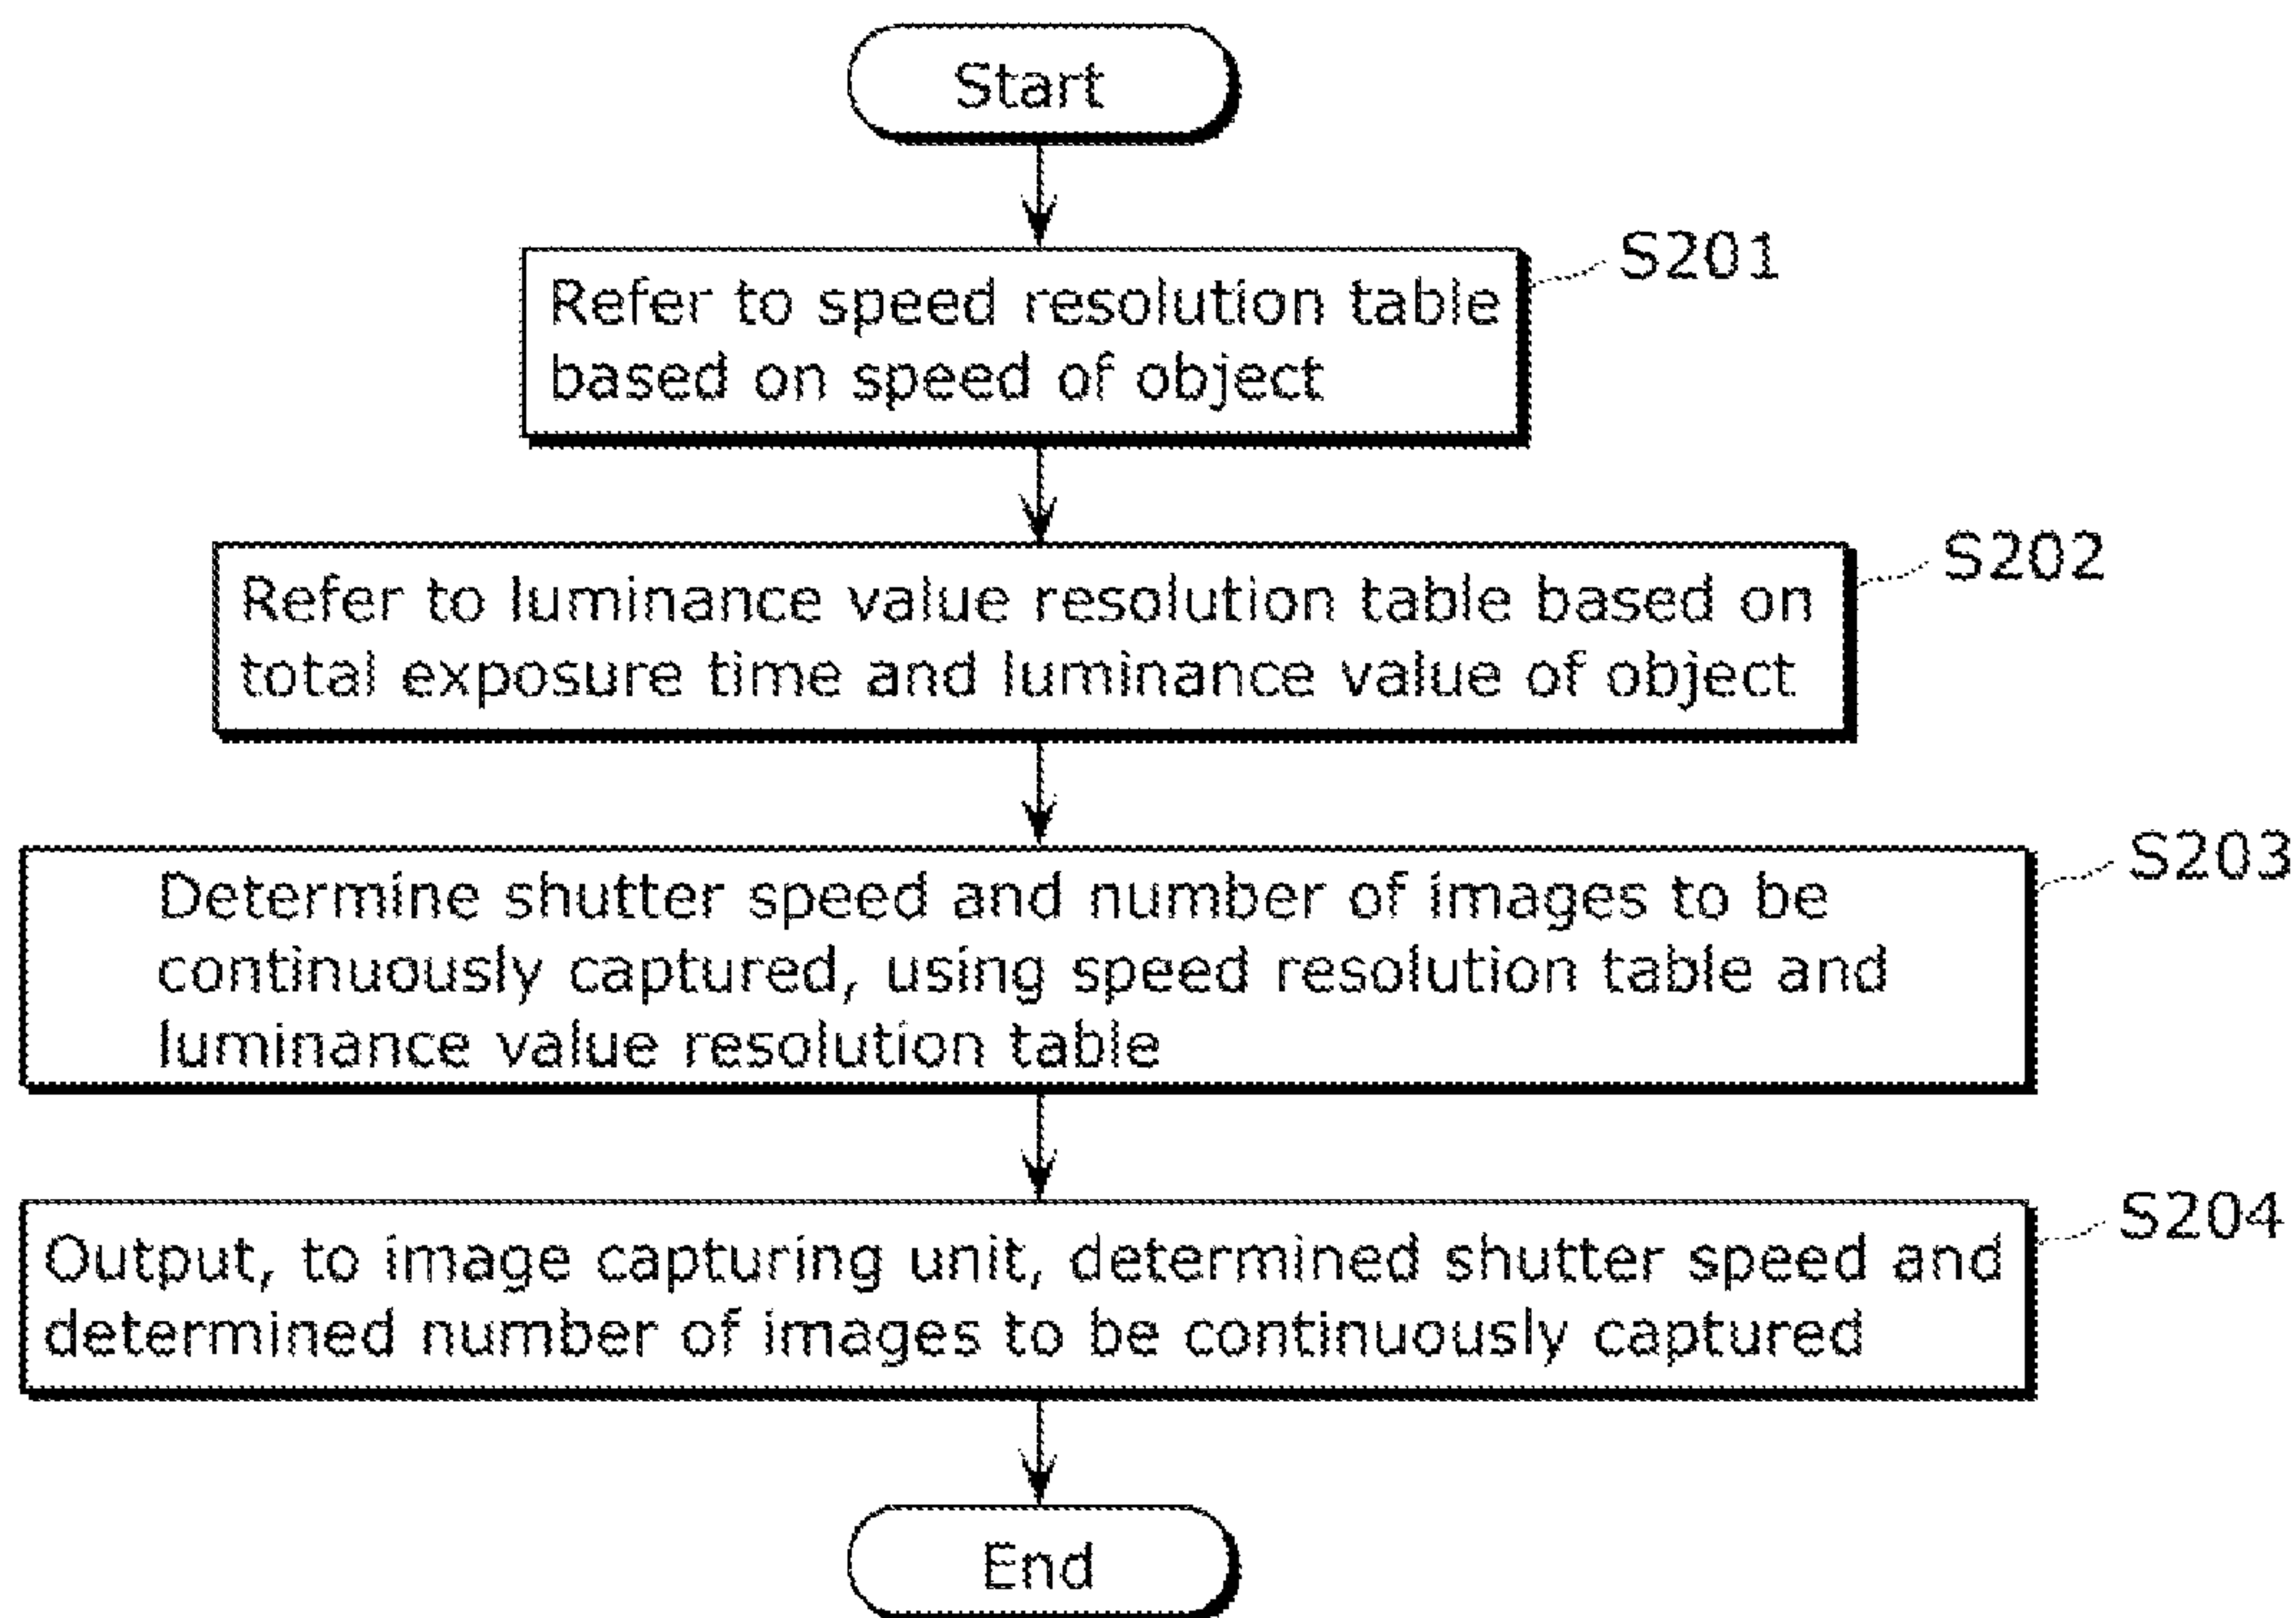 Start
S201
Refer to speed resolution table
based on speed of object
S202
Refer to luminance value resolution table based on
total exposure time and luminance value of object
S203
Determine shutter speed and number of images to be
continuously captured, using speed resolution table and
luminance value resolution table
S204
Output, to image capturing unit, determined shutter speed and
determined number of images to be continuously captured
End